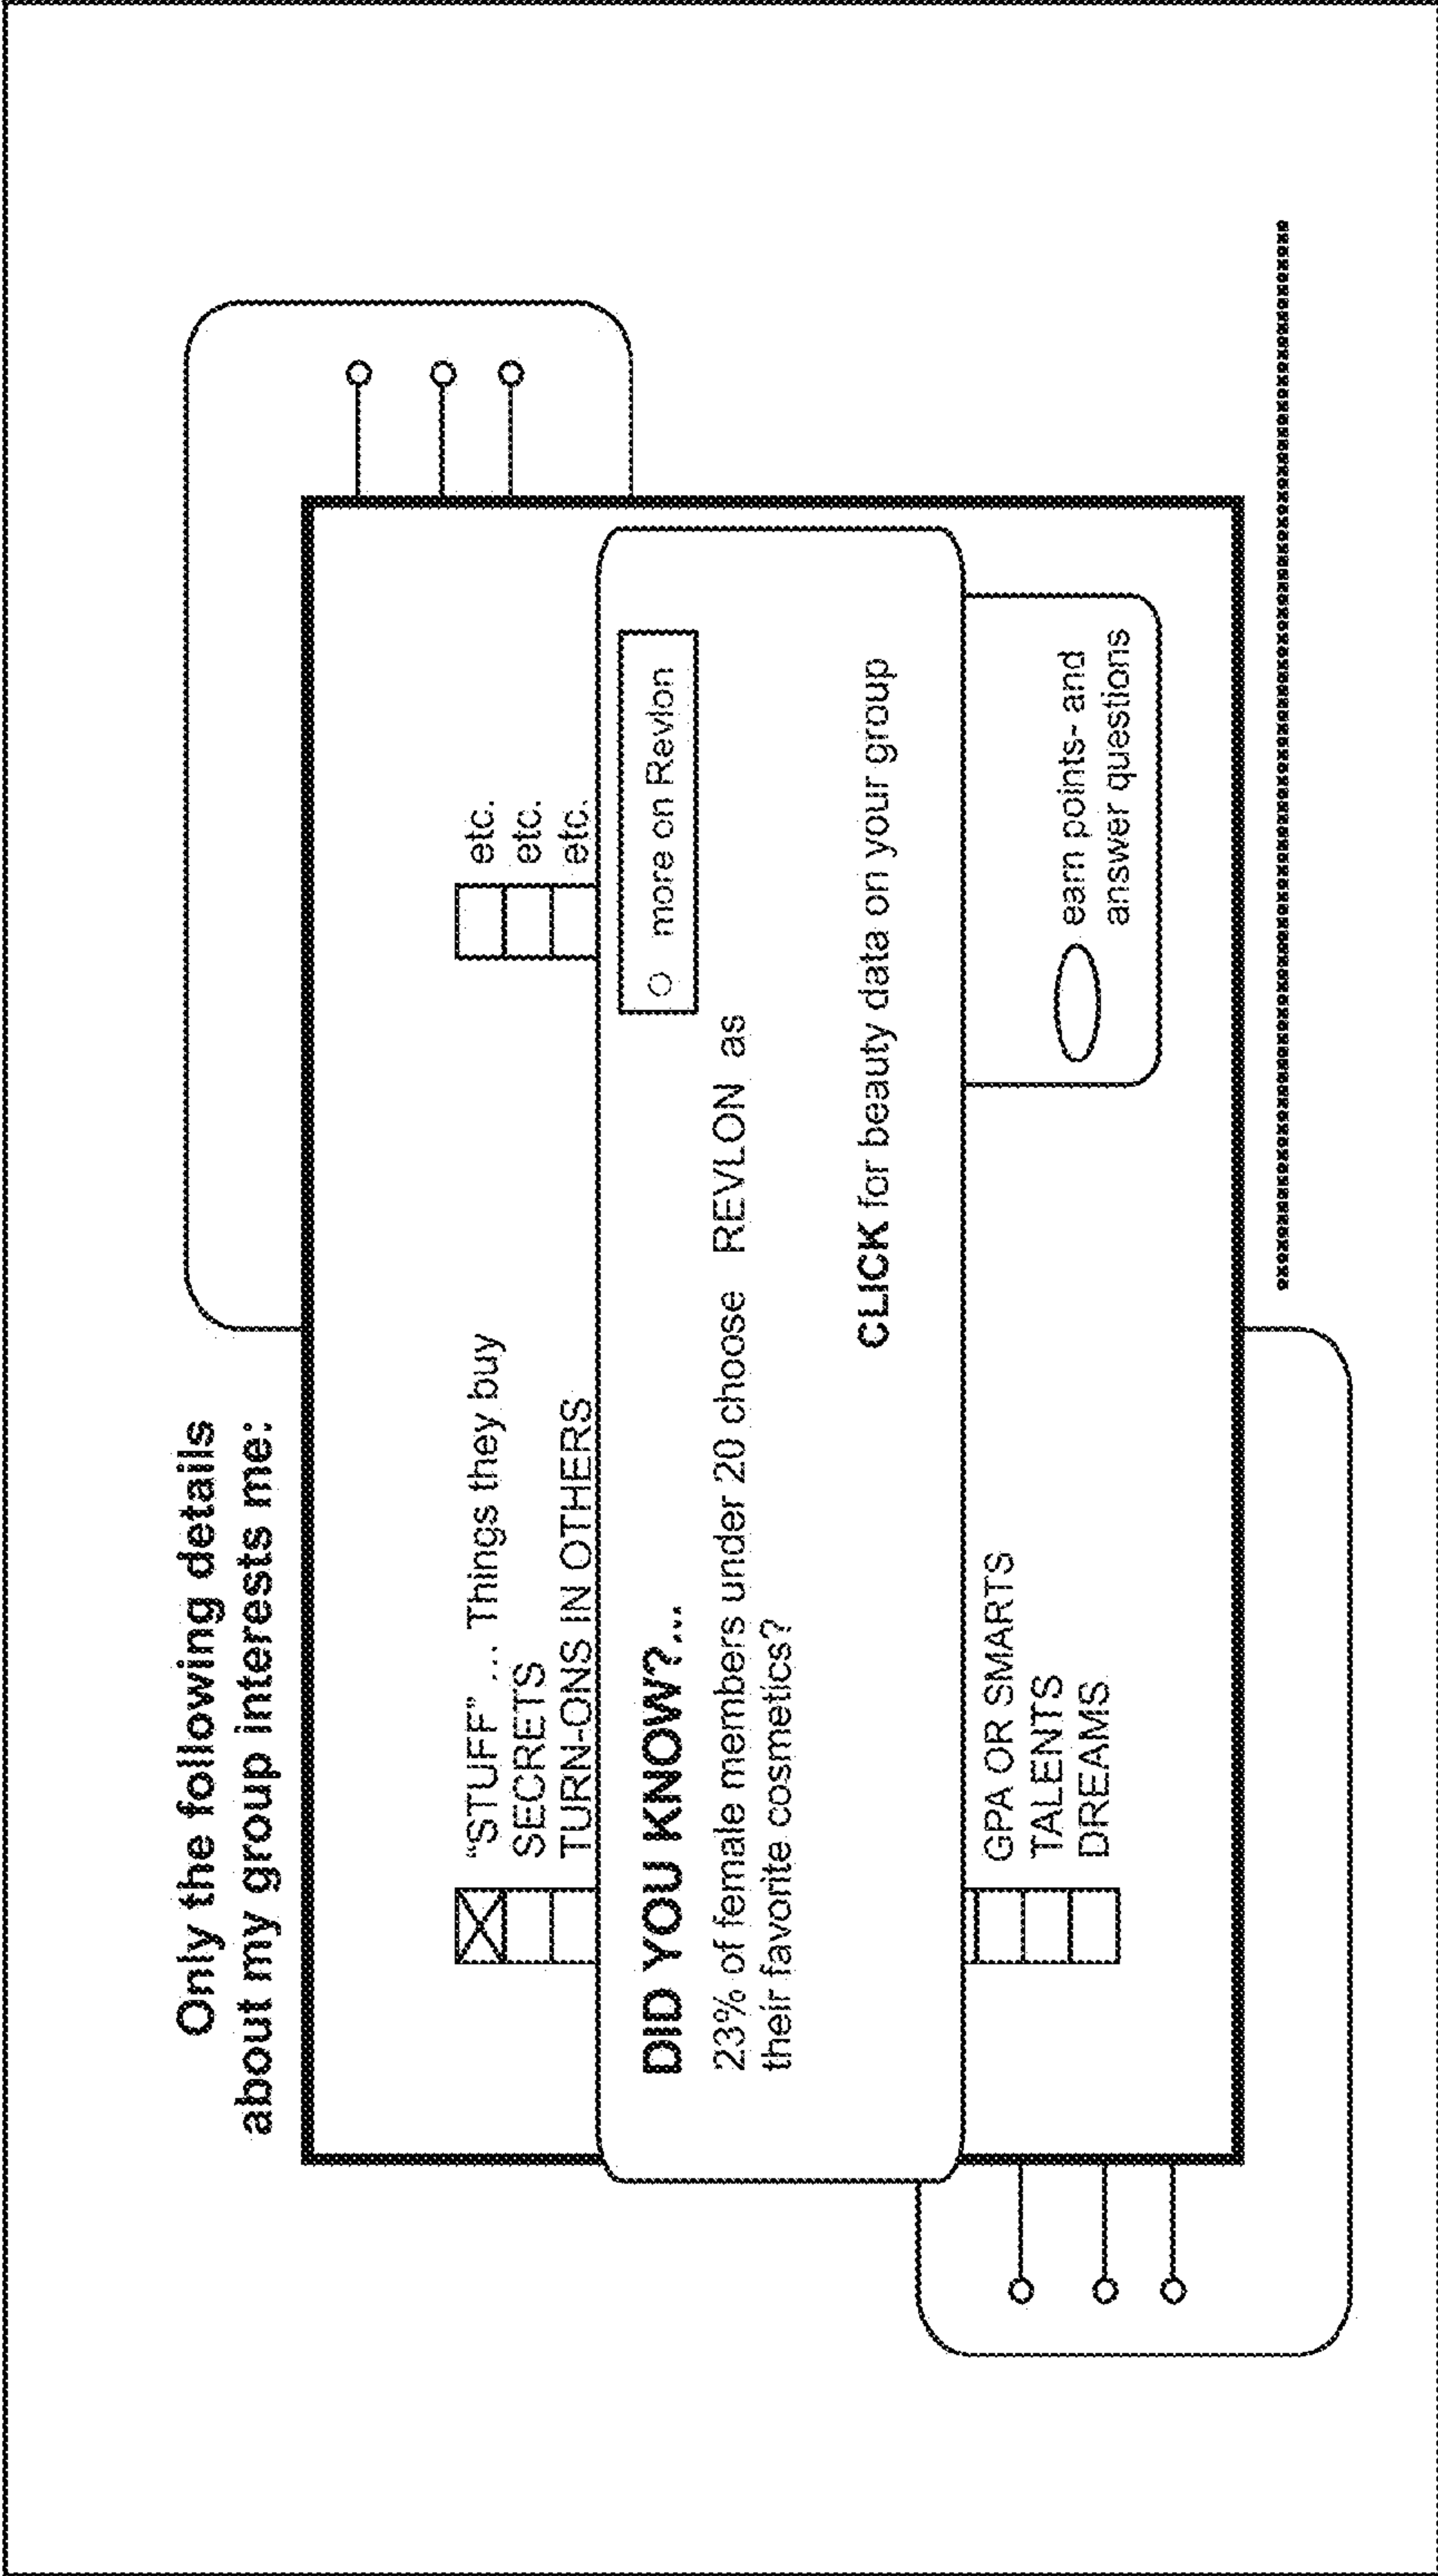 Only the following details
about my group interests me:
“STUFF” ... Things they buy
SECRETS
TURN-ONS IN OTHERS
etc.
etc.
etc.
more on Revlon
DID YOU KNOW?...
23% of female members under 20 choose REVLON as
their favorite cosmetics?
CLICK for beauty data on your group
GPA OR SMARTS
TALENTS
DREAMS
earn points- and
answer questions